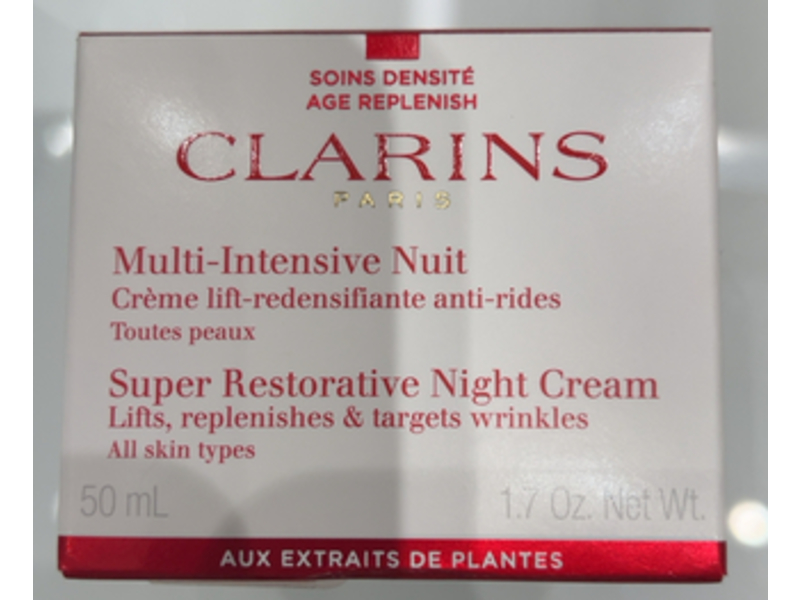 SOINS DENSITÉ
AGE REPLENISH
CLARINS
PARIS
Multi-Intensive Nuit
Crème lift-redensifiante anti-rides
Toutes peaux
Super Restorative Night Cream
Lifts, replenishes & targets wrinkles
All skin types
50 mL 1.7 Oz. Net Wt.
AUX EXTRAITS DE PLANTES